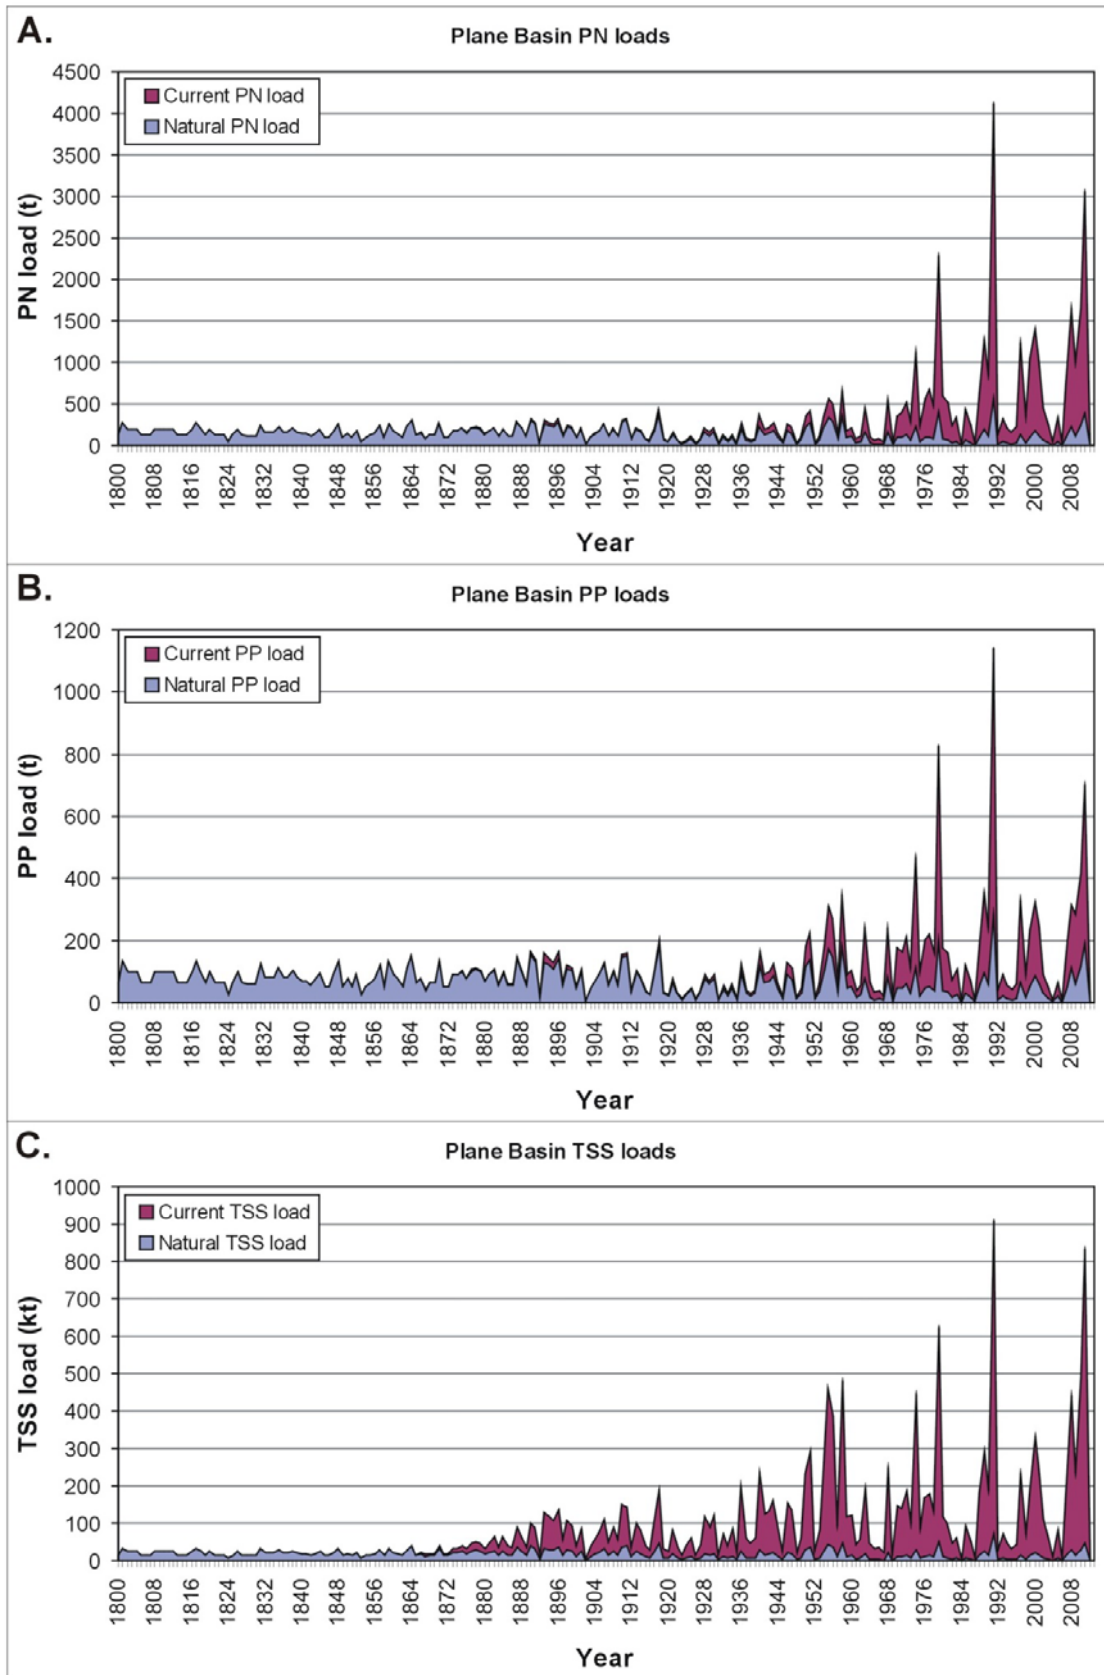 A.
Plane Basin PN loads
4500
4000
3500
3000
2500
2000
1500
1000
500
0
PN load (t)
Current PN load
Natural PN load
1800 1808 1816 1824 1832 1840 1848 1856 1864 1872 1880 1888 1896 1904 1912 1920 1928 1936 1944 1952 1960 1968 1976 1984 1992 2000 2008
Year
B.
Plane Basin PP loads
1200
1000
800
600
400
200
0
PP load (t)
Current PP load
Natural PP load
1800 1808 1816 1824 1832 1840 1848 1856 1864 1872 1880 1888 1896 1904 1912 1920 1928 1936 1944 1952 1960 1968 1976 1984 1992 2000 2008
Year
C.
Plane Basin TSS loads
1000
900
800
700
600
500
400
300
200
100
0
TSS load (kt)
Current TSS load
Natural TSS load
1800 1808 1816 1824 1832 1840 1848 1856 1864 1872 1880 1888 1896 1904 1912 1920 1928 1936 1944 1952 1960 1968 1976 1984 1992 2000 2008
Year